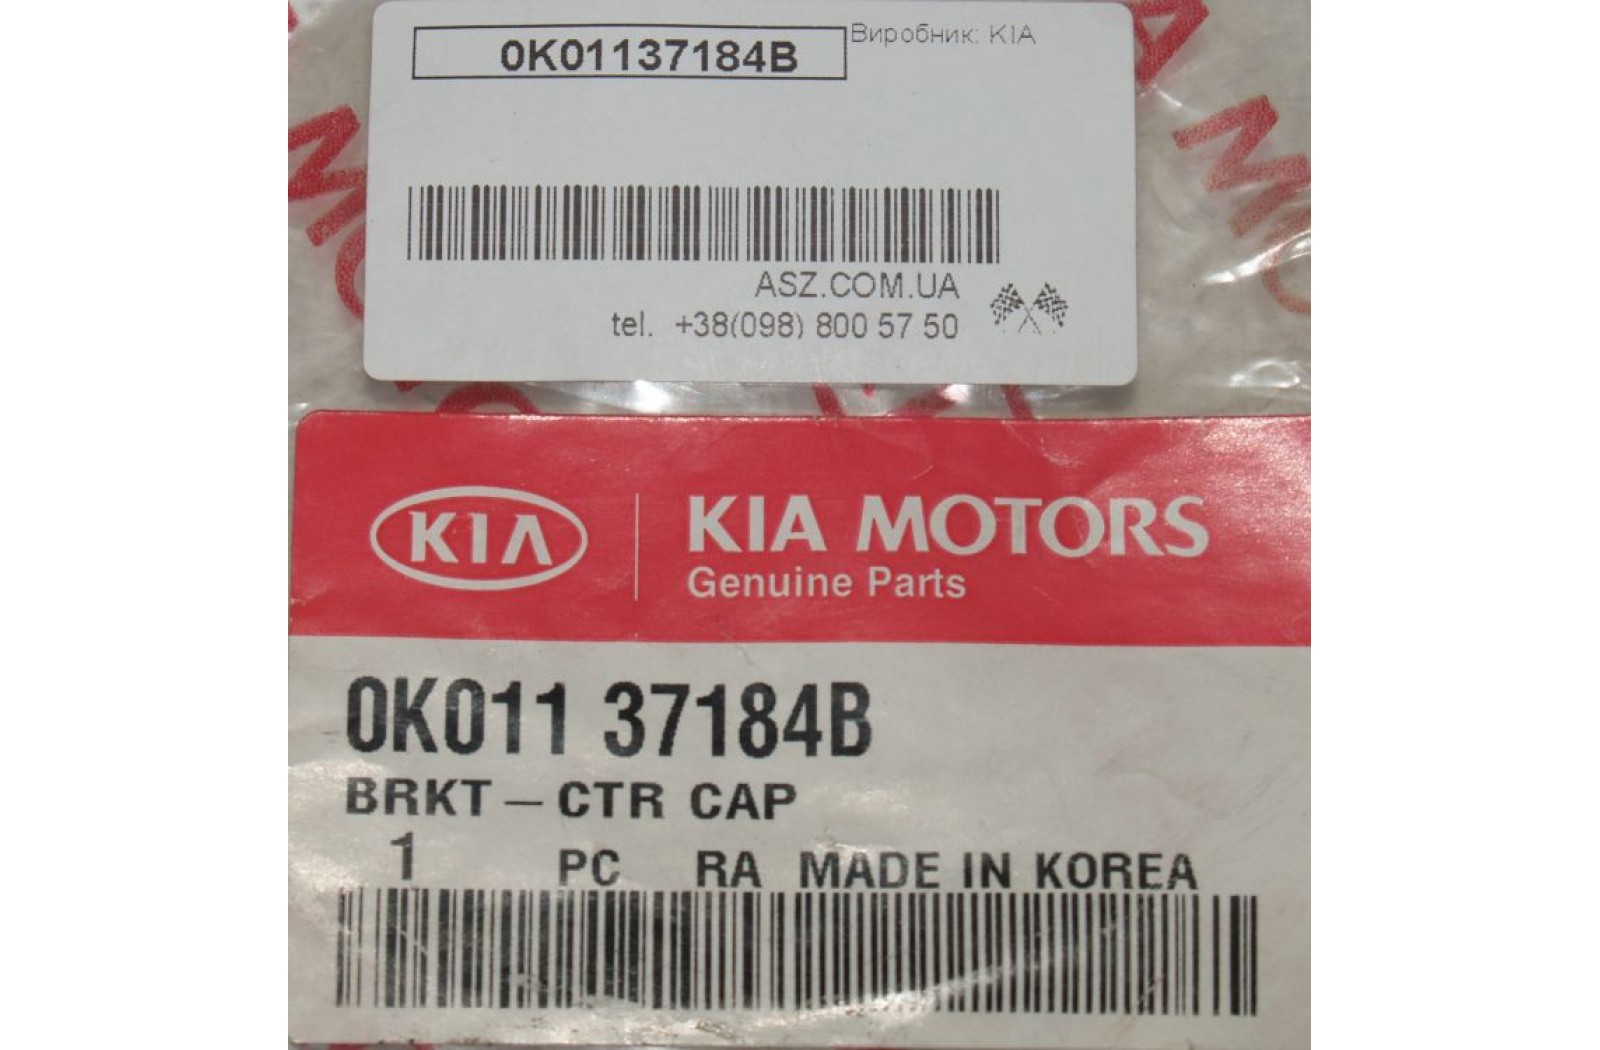 0K01137184B
Виробник: KIA
ASZ.COM.UA
tel. +38(098) 800 57 50
KIA
KIA MOTORS
Genuine Parts
0K011 37184B
BRKT – CTR CAP
1 PC RA MADE IN KOREA